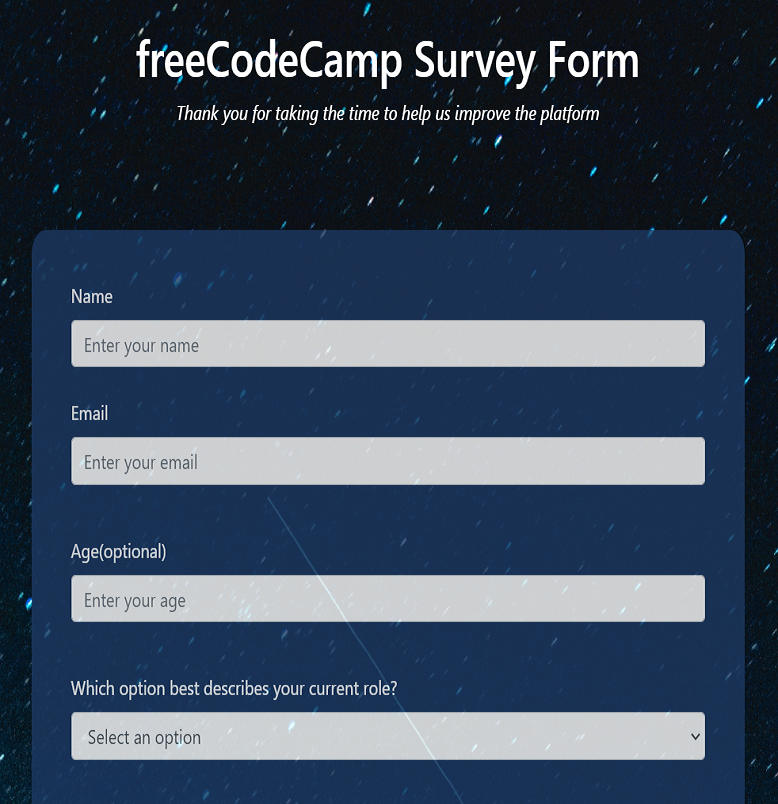 freeCodeCamp Survey Form
Thank you for taking the time to help us improve the platform
Name
Enter your name
Email
Enter your email
Age(optional)
Enter your age
Which option best describes your current role?
Select an option